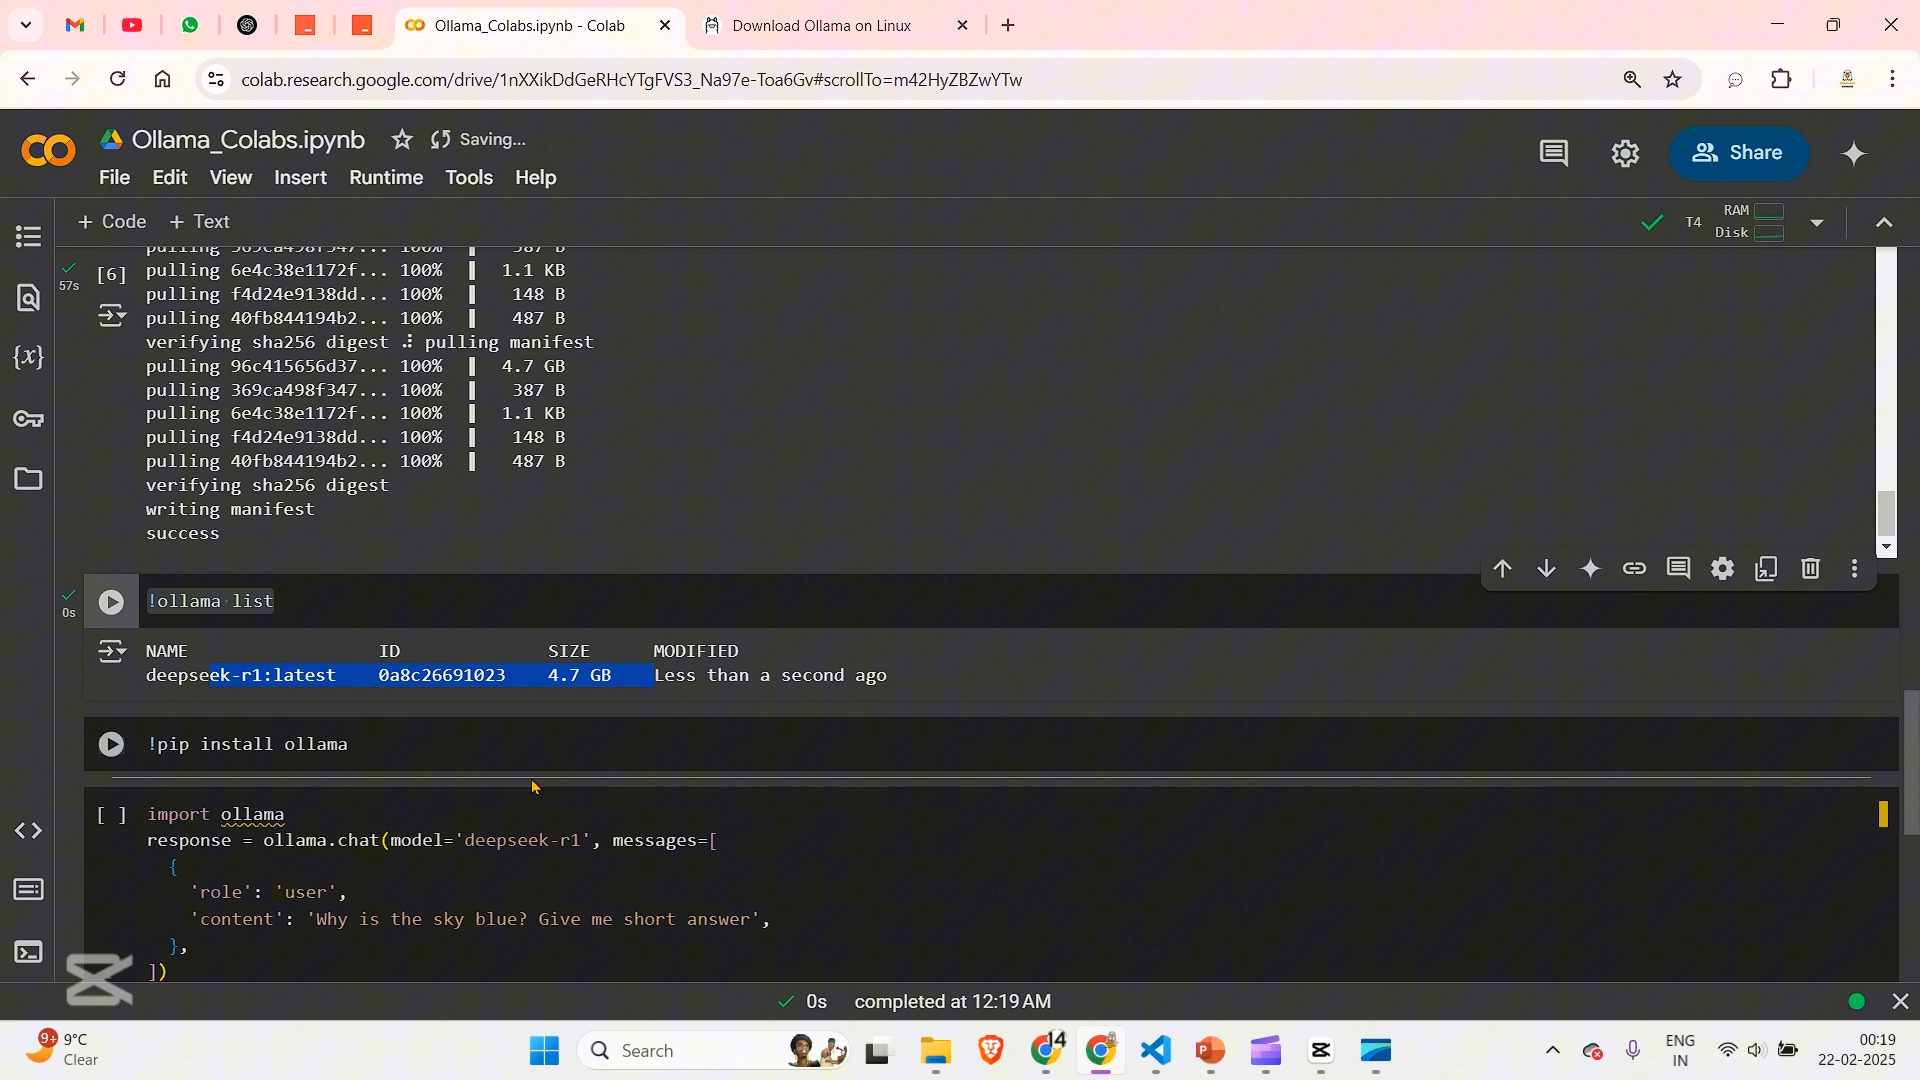 Ollama_Colabs.ipynb - Colab
Download Ollama on Linux
colab.research.google.com/drive/1nXXikDdGeRHcYTgFVS3_Na97e-Toa6Gv#scrollTo=m42HyZBZwYTw
Ollama_Colabs.ipynb
Saving...
Share
File Edit View Insert Runtime Tools Help
+ Code + Text
T4
RAM
Disk
pulling 369ca498f347... 100% 387 B
57s
[6]
pulling 6e4c38e1172f... 100% 1.1 KB
pulling f4d24e9138dd... 100% 148 B
pulling 40fb844194b2... 100% 487 B
verifying sha256 digest ⠼ pulling manifest
pulling 96c415656d37... 100% 4.7 GB
pulling 369ca498f347... 100% 387 B
pulling 6e4c38e1172f... 100% 1.1 KB
pulling f4d24e9138dd... 100% 148 B
pulling 40fb844194b2... 100% 487 B
verifying sha256 digest
writing manifest
success
0s
!ollama list
NAME ID SIZE MODIFIED
deepseek-r1:latest 0a8c26691023 4.7 GB Less than a second ago
!pip install ollama
[ ] import ollama
response = ollama.chat(model='deepseek-r1', messages=[
{
'role': 'user',
'content': 'Why is the sky blue? Give me short answer',
},
])
0s completed at 12:19 AM
9+
9°C
Clear
Search
14
ENG
IN
00:19
22-02-2025